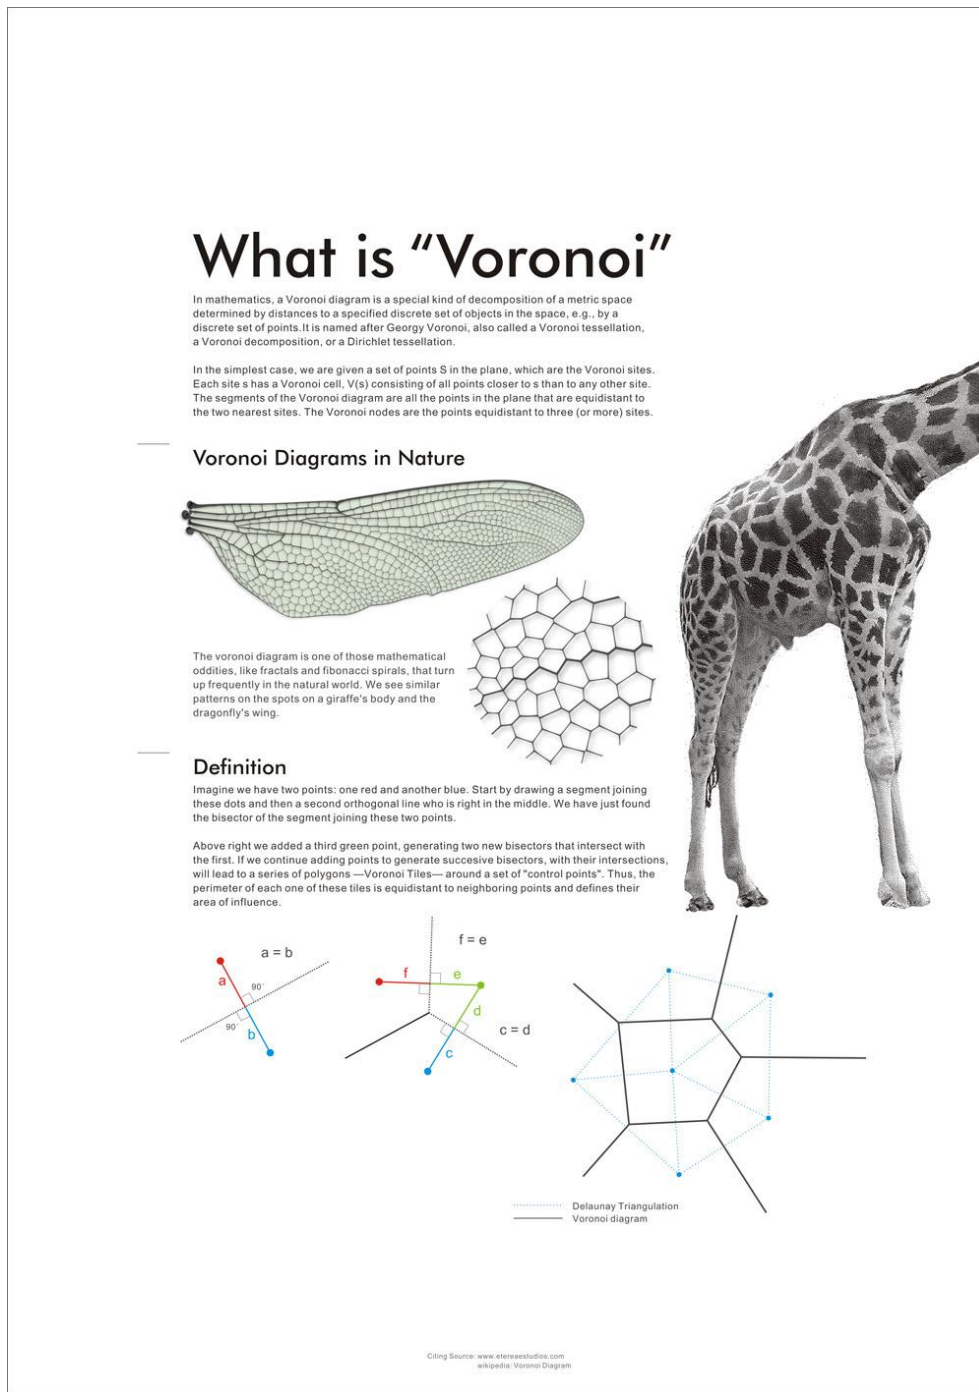 What is “Voronoi”
In mathematics, a Voronoi diagram is a special kind of decomposition of a metric space
determined by distances to a specified discrete set of objects in the space, e.g., by a
discrete set of points.It is named after Georgy Voronoi, also called a Voronoi tessellation,
a Voronoi decomposition, or a Dirichlet tessellation.
In the simplest case, we are given a set of points S in the plane, which are the Voronoi sites.
Each site s has a Voronoi cell, V(s) consisting of all points closer to s than to any other site.
The segments of the Voronoi diagram are all the points in the plane that are equidistant to
the two nearest sites. The Voronoi nodes are the points equidistant to three (or more) sites.
Voronoi Diagrams in Nature
The voronoi diagram is one of those mathematical
oddities, like fractals and fibonacci spirals, that turn
up frequently in the natural world. We see similar
patterns on the spots on a giraffe's body and the
dragonfly's wing.
Definition
Imagine we have two points: one red and another blue. Start by drawing a segment joining
these dots and then a second orthogonal line who is right in the middle. We have just found
the bisector of the segment joining these two points.
Above right we added a third green point, generating two new bisectors that intersect with
the first. If we continue adding points to generate succesive bisectors, with their intersections,
will lead to a series of polygons —Voronoi Tiles— around a set of "control points". Thus, the
perimeter of each one of these tiles is equidistant to neighboring points and defines their
area of influence.
a = b
a
90°
90°
b
f = e
f
e
d
c = d
c
Delaunay Triangulation
Voronoi diagram
Citing Source: www.etereaestudios.com
wikipedia: Voronoi Diagram